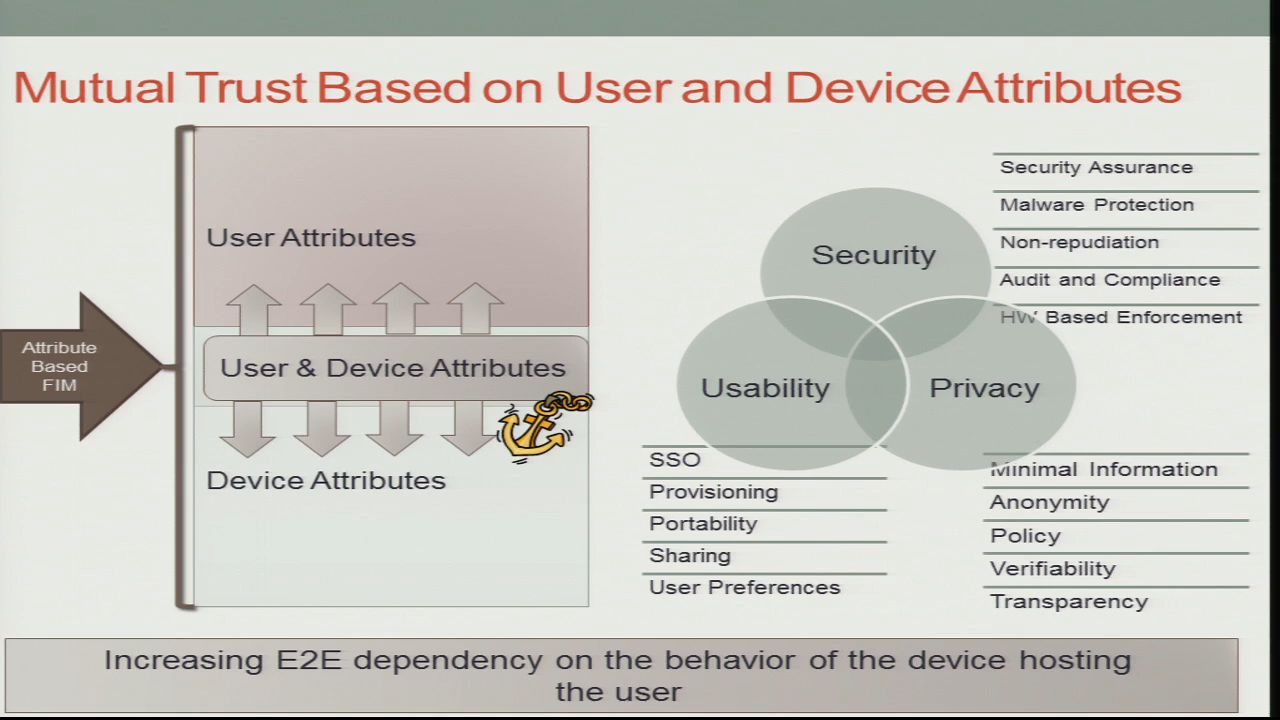 Mutual Trust Based on User and Device Attributes
Attribute
Based
FIM
User Attributes
User & Device Attributes
Device Attributes
Security
Usability
Privacy
Security Assurance
Malware Protection
Non-repudiation
Audit and Compliance
HW Based Enforcement
SSO
Provisioning
Portability
Sharing
User Preferences
Minimal Information
Anonymity
Policy
Verifiability
Transparency
Increasing E2E dependency on the behavior of the device hosting
the user